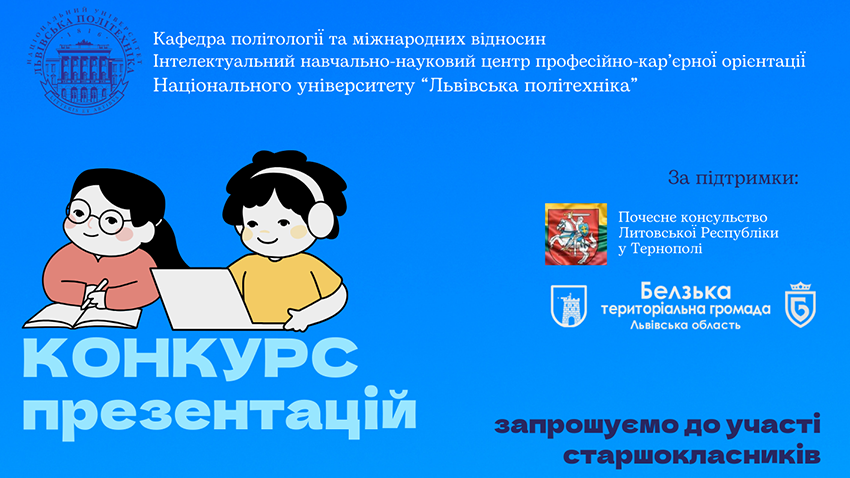 НАЦІОНАЛЬНИЙ УНІВЕРСИТЕТ
ЛЬВІВСЬКА ПОЛІТЕХНІКА
1816
Кафедра політології та міжнародних відносин
Інтелектуальний навчально-науковий центр професійно-кар’єрної орієнтації
Національного університету “Львівська політехніка”
За підтримки:
Почесне консульство
Литовської Республіки
у Тернополі
Белзька
територіальна громада
Львівська область
Б
КОНКУРС
презентацій
запрошуємо до участі
старшокласників